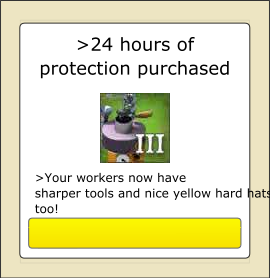 >24 hours of
protection purchased
III
>Your workers now have
sharper tools and nice yellow hard hats
too!